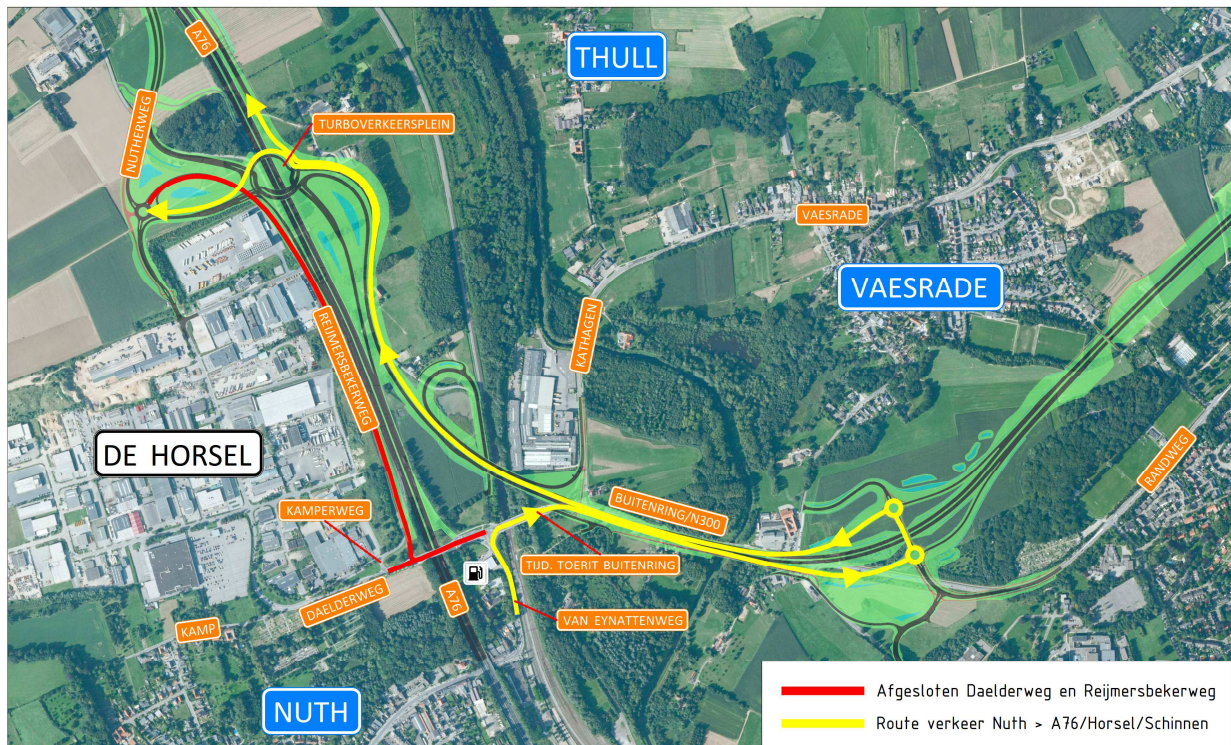 A76
THULL
TURBOVERKEERSPLEIN
NUTHERWEG
VAESRADE
VAESRADE
KATHAGEN
REIJMERSBEKERWEG
DE HORSEL
RANDWEG
BUITENRING/N300
KAMPERWEG
TIJD. TOERIT BUITENRING
DAELDERWEG
A76
VAN EYNATTENWEG
KAMP
NUTH
Afgesloten Daelderweg en Reijmersbekerweg
Route verkeer Nuth > A76/Horsel/Schinnen